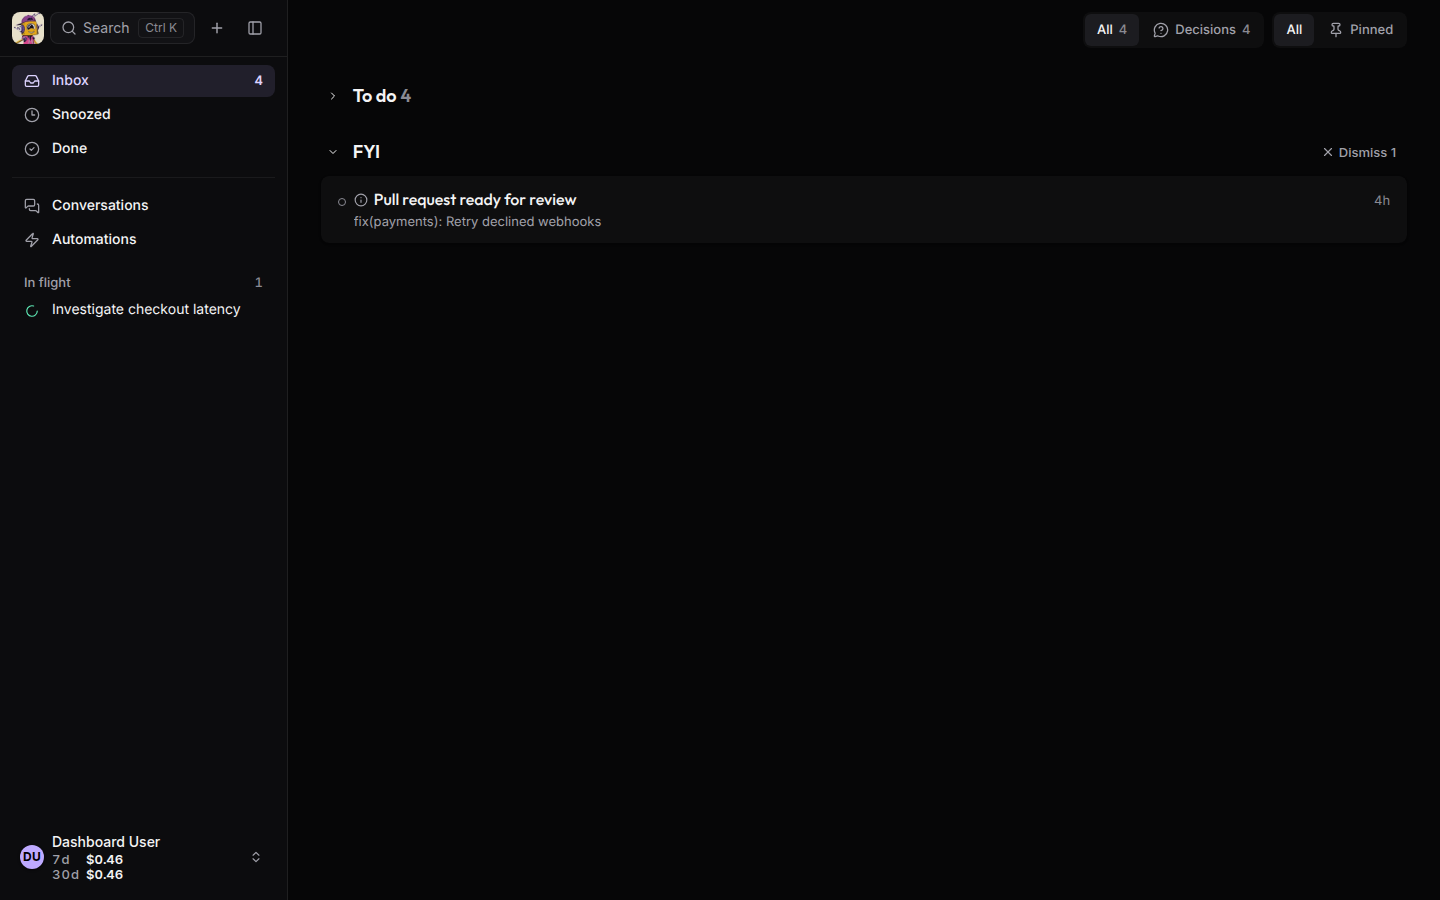 Search Ctrl K
Inbox 4
Snoozed
Done
Conversations
Automations
In flight 1
Investigate checkout latency
DU
Dashboard User
7d $0.46
30d $0.46
All 4 Decisions 4 All Pinned
To do 4
FYI Dismiss 1
Pull request ready for review 4h
fix(payments): Retry declined webhooks